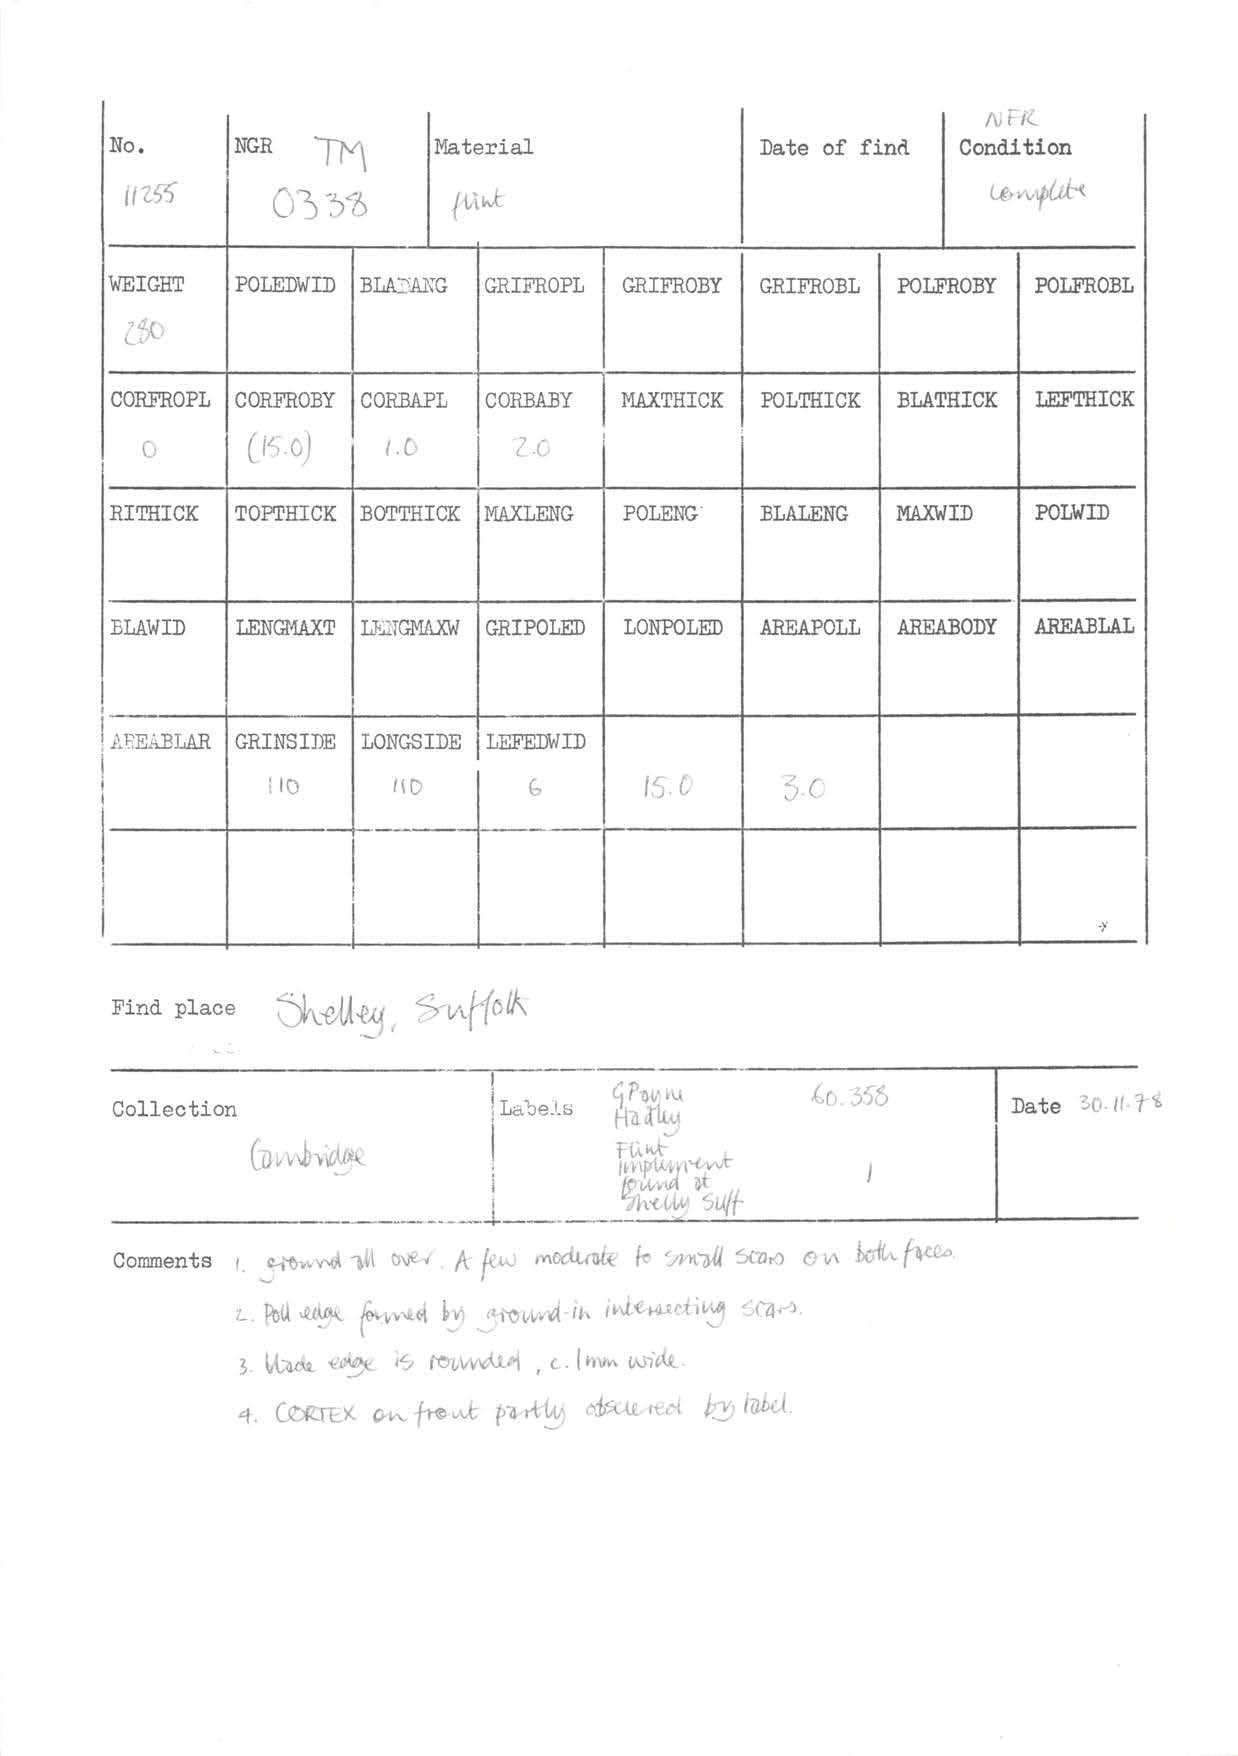 NFR
No. NGR TM Material Date of find Condition
11255 0338 flint complete
WEIGHT POLEDWID BLADANG GRIFROPL GRIFROBY GRIFROBL POLFROBY POLFROBL
280
CORFROPL CORFROBY CORBAPL CORBABY MAXTHICK POLTHICK BLATHICK LEFTHICK
0 (15.0) 1.0 2.0
RITHICK TOPTHICK BOTTHICK MAXLENG POLENG BLALENG MAXWID POLWID
BLAWID LENGMAXT LENGMAXW GRIPOLED LONPOLED AREAPOLL AREABODY AREABLAL
AREABLAR GRINSIDE LONGSIDE LEFEDWID
110 110 6 15.0 3.0
Find place Shelley, Suffolk
Collection Cambridge
Labels GPayne 60.358
Hadley
Flint
implement 1
found at
Shelly Suff
Date 30.11.78
Comments 1. ground all over. A few moderate to small scars on both faces.
2. Poll edge formed by ground-in intersecting scars.
3. blade edge is rounded, c. 1mm wide.
4. CORTEX on front partly obscured by label.